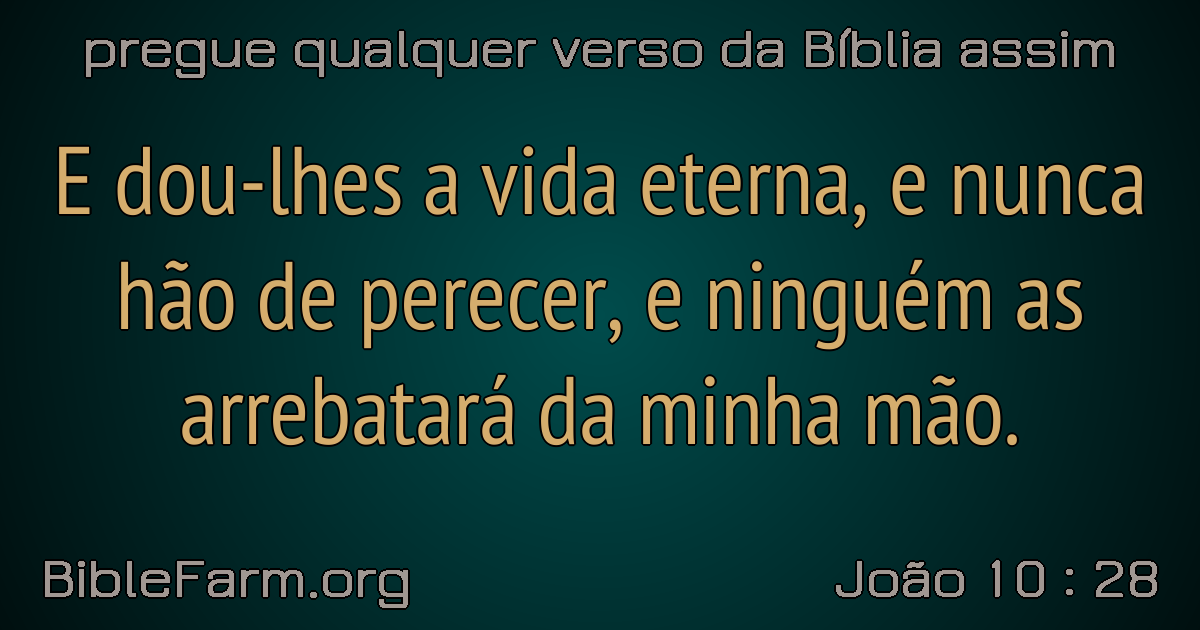 pregue qualquer verso da Bíblia assim
E dou-lhes a vida eterna, e nunca
hão de perecer, e ninguém as
arrebatará da minha mão.
BibleFarm.org
João 10 : 28